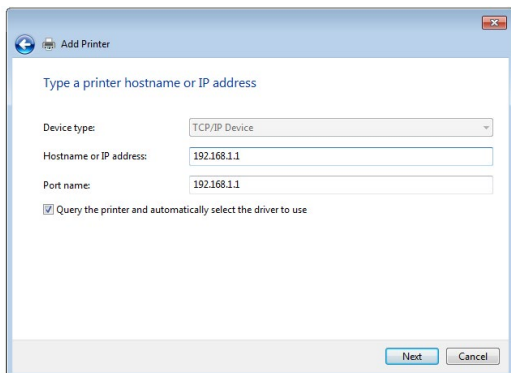 Add Printer
Type a printer hostname or IP address
Device type: TCP/IP Device
Hostname or IP address: 192.168.1.1
Port name: 192.168.1.1
Query the printer and automatically select the driver to use
Next Cancel